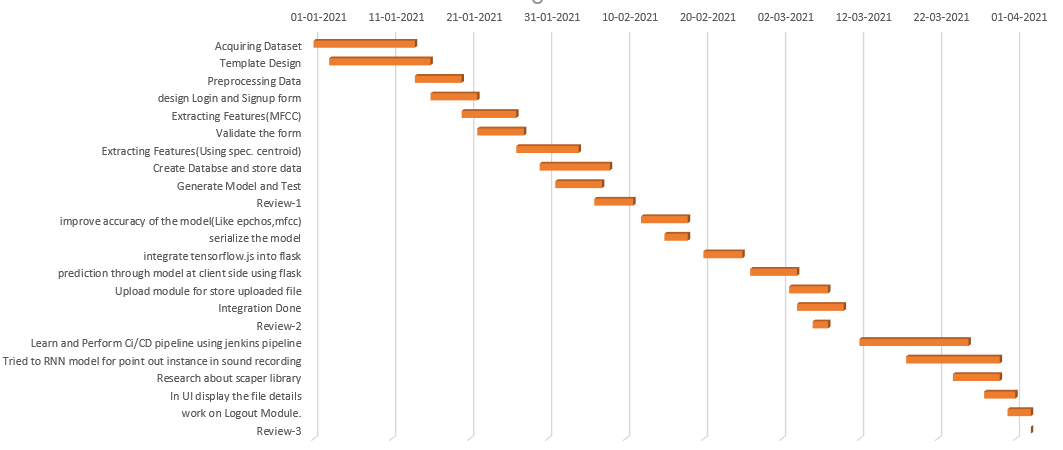 01-01-2021 11-01-2021 21-01-2021 31-01-2021 10-02-2021 20-02-2021 02-03-2021 12-03-2021 22-03-2021 01-04-2021
Acquiring Dataset
Template Design
Preprocessing Data
design Login and Signup form
Extracting Features(MFCC)
Validate the form
Extracting Features(Using spec. centroid)
Create Databse and store data
Generate Model and Test
Review-1
improve accuracy of the model(Like epchos,mfcc)
serialize the model
integrate tensorflow.js into flask
prediction through model at client side using flask
Upload module for store uploaded file
Integration Done
Review-2
Learn and Perform Ci/CD pipeline using jenkins pipeline
Tried to RNN model for point out instance in sound recording
Research about scaper library
In UI display the file details
work on Logout Module.
Review-3